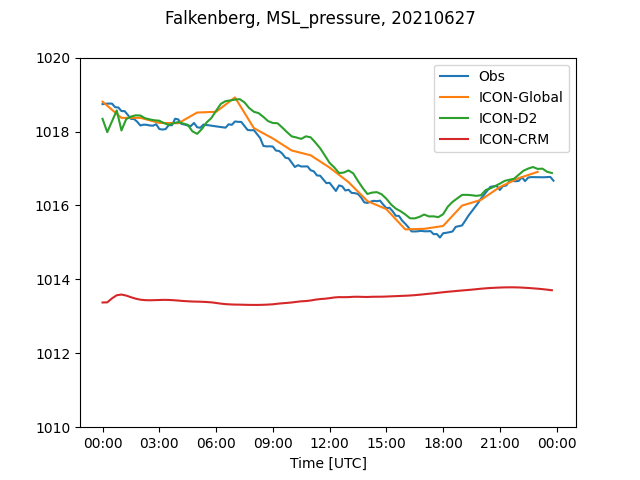 Falkenberg, MSL_pressure, 20210627
1020
1018
1016
1014
1012
1010
Obs
ICON-Global
ICON-D2
ICON-CRM
00:00 03:00 06:00 09:00 12:00 15:00 18:00 21:00 00:00
Time [UTC]